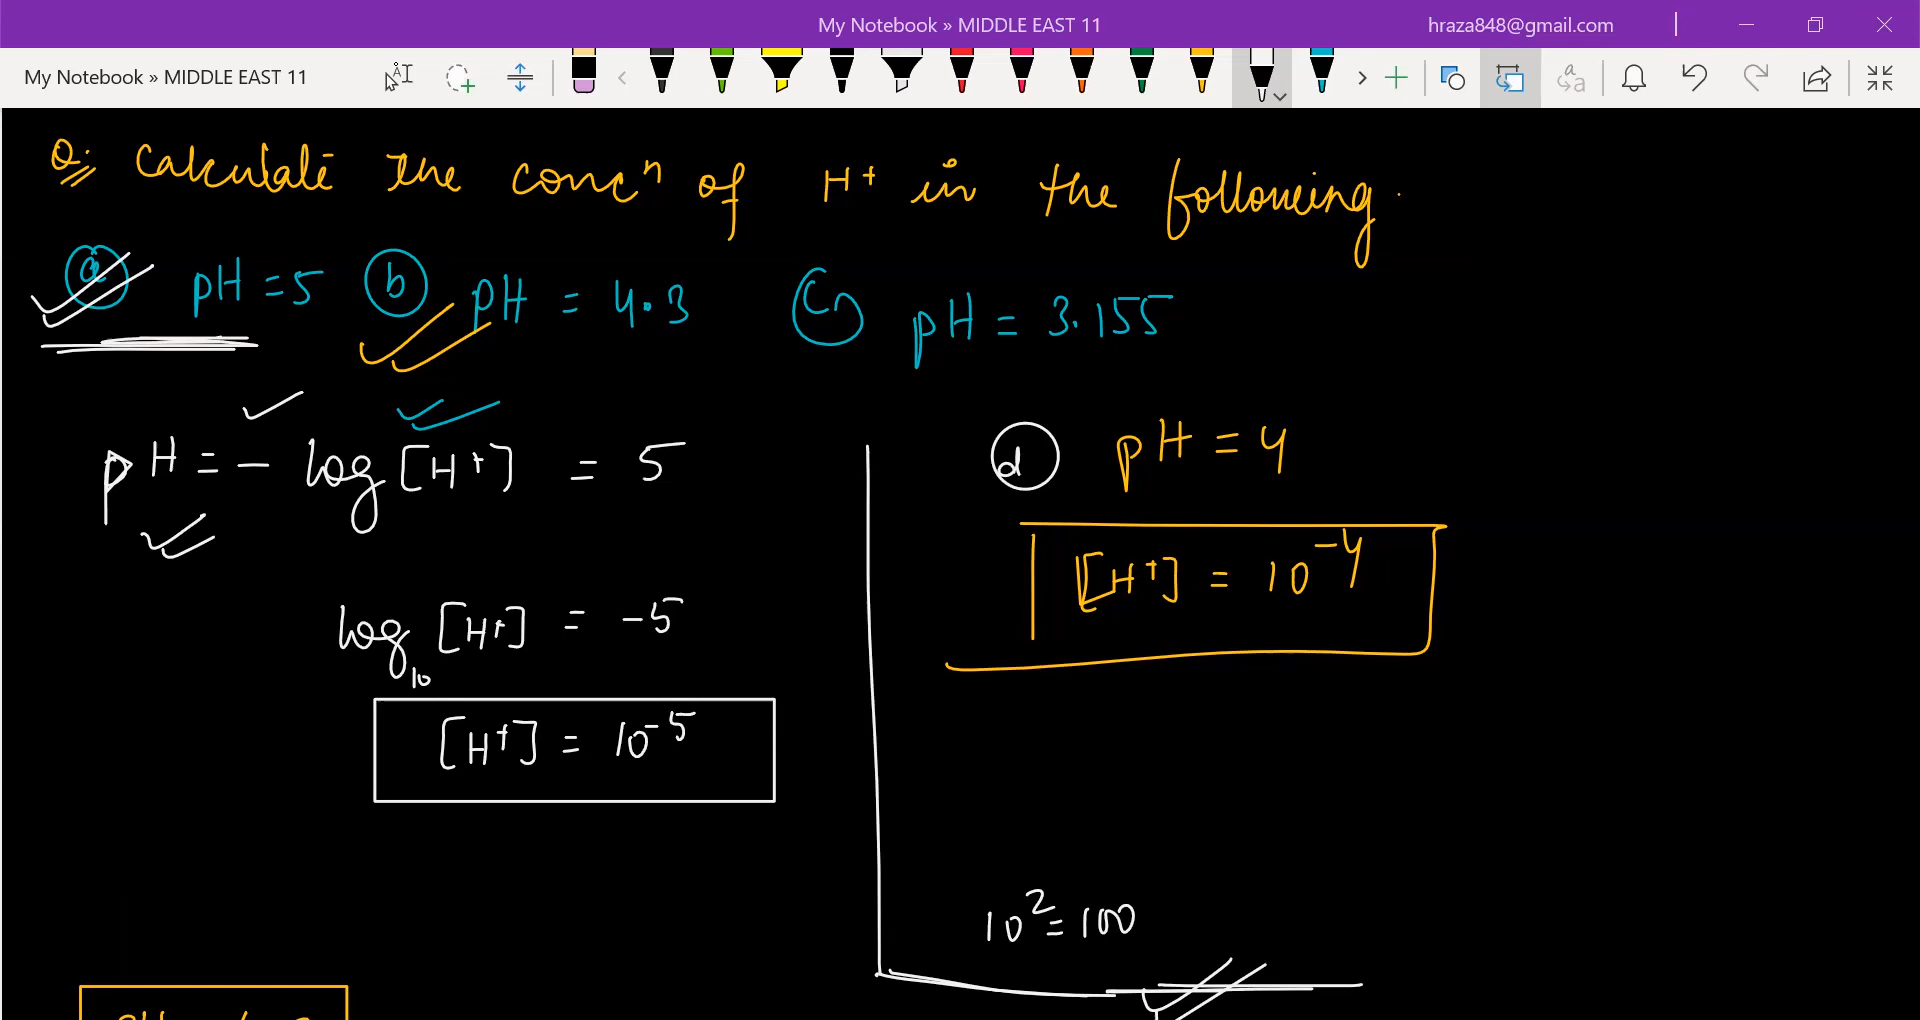 My Notebook » MIDDLE EAST 11
hraza848@gmail.com
My Notebook » MIDDLE EAST 11
Q: Calculate the concⁿ of H⁺ in the following.
(a) pH = 5 (b) pH = 4.3 (c) pH = 3.155
pH = - log [H⁺] = 5
log₁₀ [H⁺] = -5
[H⁺] = 10⁻⁵
(d) pH = 4
[H⁺] = 10⁻⁴
10² = 100